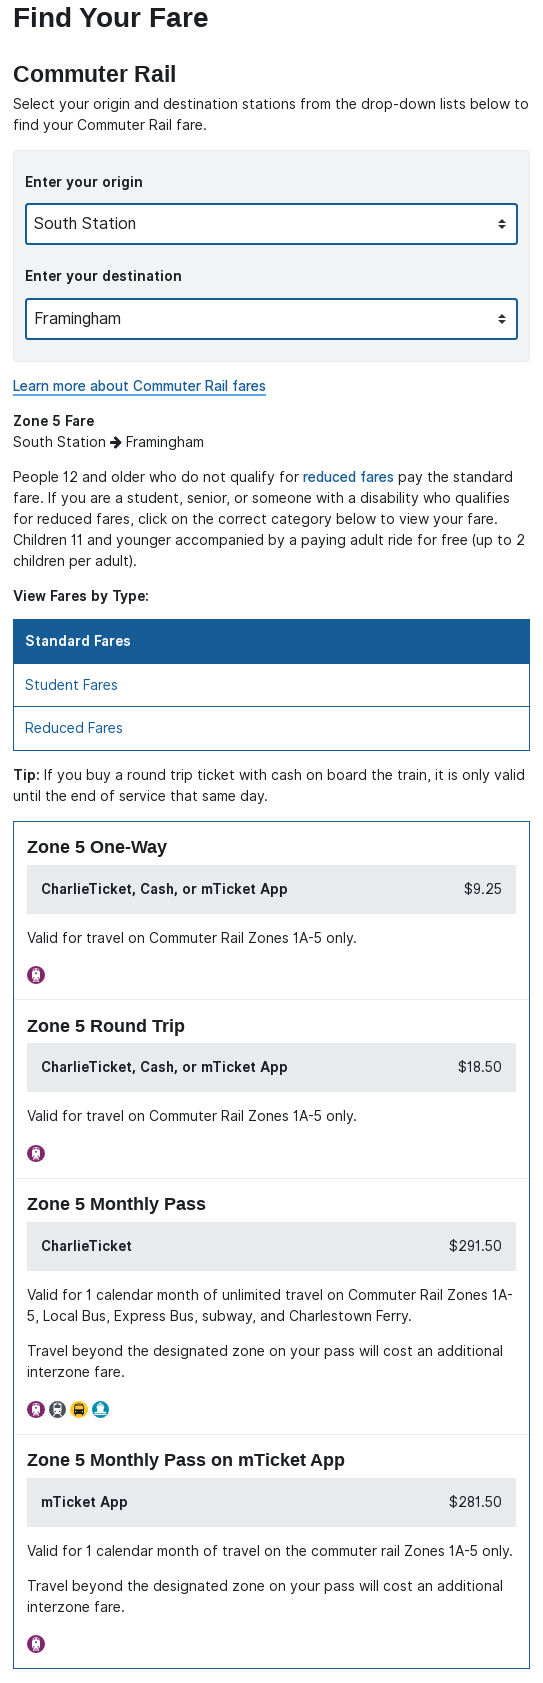 Find Your Fare
Commuter Rail
Select your origin and destination stations from the drop-down lists below to
find your Commuter Rail fare.
Enter your origin
South Station
Enter your destination
Framingham
Learn more about Commuter Rail fares
Zone 5 Fare
South Station → Framingham
People 12 and older who do not qualify for reduced fares pay the standard
fare. If you are a student, senior, or someone with a disability who qualifies
for reduced fares, click on the correct category below to view your fare.
Children 11 and younger accompanied by a paying adult ride for free (up to 2
children per adult).
View Fares by Type:
Standard Fares
Student Fares
Reduced Fares
Tip: If you buy a round trip ticket with cash on board the train, it is only valid
until the end of service that same day.
Zone 5 One-Way
CharlieTicket, Cash, or mTicket App $9.25
Valid for travel on Commuter Rail Zones 1A-5 only.
Zone 5 Round Trip
CharlieTicket, Cash, or mTicket App $18.50
Valid for travel on Commuter Rail Zones 1A-5 only.
Zone 5 Monthly Pass
CharlieTicket $291.50
Valid for 1 calendar month of unlimited travel on Commuter Rail Zones 1A-
5, Local Bus, Express Bus, subway, and Charlestown Ferry.
Travel beyond the designated zone on your pass will cost an additional
interzone fare.
Zone 5 Monthly Pass on mTicket App
mTicket App $281.50
Valid for 1 calendar month of travel on the commuter rail Zones 1A-5 only.
Travel beyond the designated zone on your pass will cost an additional
interzone fare.